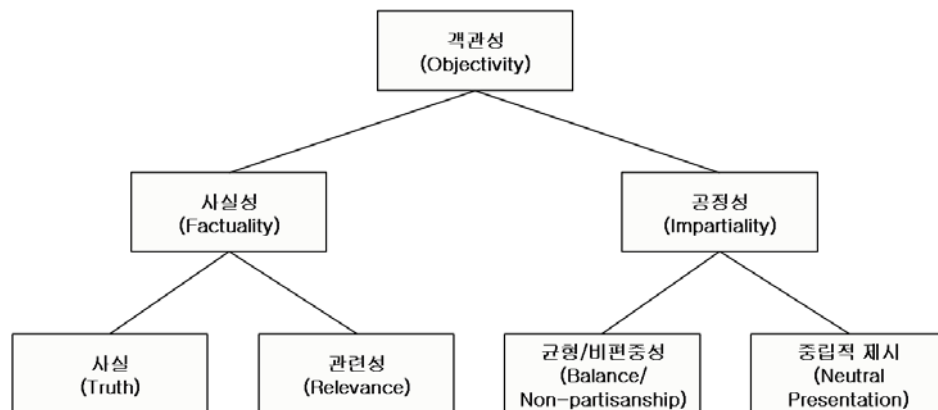 객관성
(Objectivity)
사실성
(Factuality)
공정성
(Impartiality)
사실
(Truth)
관련성
(Relevance)
균형/비편중성
(Balance/
Non-partisanship)
중립적 제시
(Neutral
Presentation)